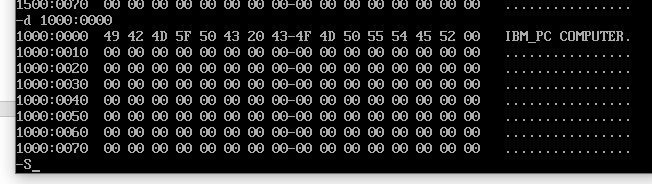 1500:0070  00 00 00 00 00 00 00 00-00 00 00 00 00 00 00 00   ................
-d 1000:0000
1000:0000  49 42 4D 5F 50 43 20 43-4F 4D 50 55 54 45 52 00   IBM_PC COMPUTER.
1000:0010  00 00 00 00 00 00 00 00-00 00 00 00 00 00 00 00   ................
1000:0020  00 00 00 00 00 00 00 00-00 00 00 00 00 00 00 00   ................
1000:0030  00 00 00 00 00 00 00 00-00 00 00 00 00 00 00 00   ................
1000:0040  00 00 00 00 00 00 00 00-00 00 00 00 00 00 00 00   ................
1000:0050  00 00 00 00 00 00 00 00-00 00 00 00 00 00 00 00   ................
1000:0060  00 00 00 00 00 00 00 00-00 00 00 00 00 00 00 00   ................
1000:0070  00 00 00 00 00 00 00 00-00 00 00 00 00 00 00 00   ................
-S_